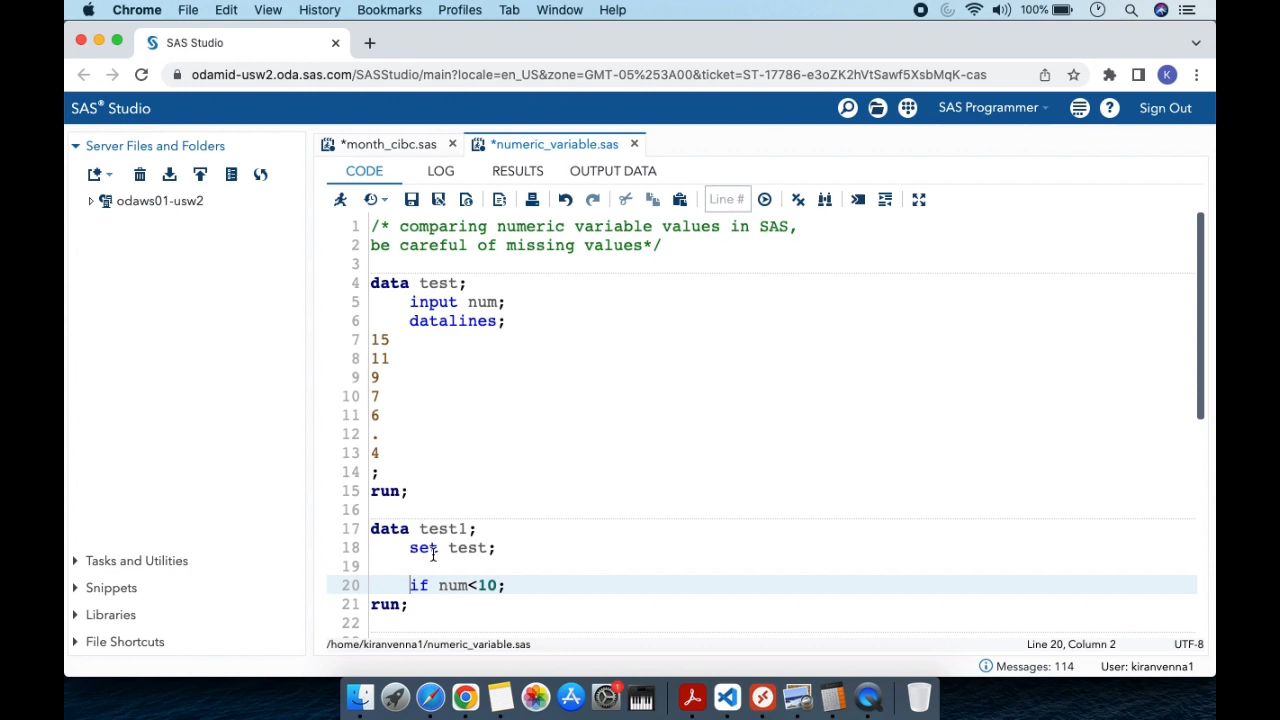 Chrome File Edit View History Bookmarks Profiles Tab Window Help 100%
SAS Studio
odamid-usw2.oda.sas.com/SASStudio/main?locale=en_US&zone=GMT-05%253A00&ticket=ST-17786-e3oZK2hVtSawf5XsbMqK-cas K
SAS® Studio SAS Programmer Sign Out
Server Files and Folders
odaws01-usw2
Tasks and Utilities
Snippets
Libraries
File Shortcuts
*month_cibc.sas *numeric_variable.sas
CODE LOG RESULTS OUTPUT DATA
Line #
1 /* comparing numeric variable values in SAS,
2 be careful of missing values*/
3
4 data test;
5 input num;
6 datalines;
7 15
8 11
9 9
10 7
11 6
12 .
13 4
14 ;
15 run;
16
17 data test1;
18 set test;
19
20 if num<10;
21 run;
22
/home/kiranvenna1/numeric_variable.sas Line 20, Column 2 UTF-8
Messages: 114 User: kiranvenna1
1